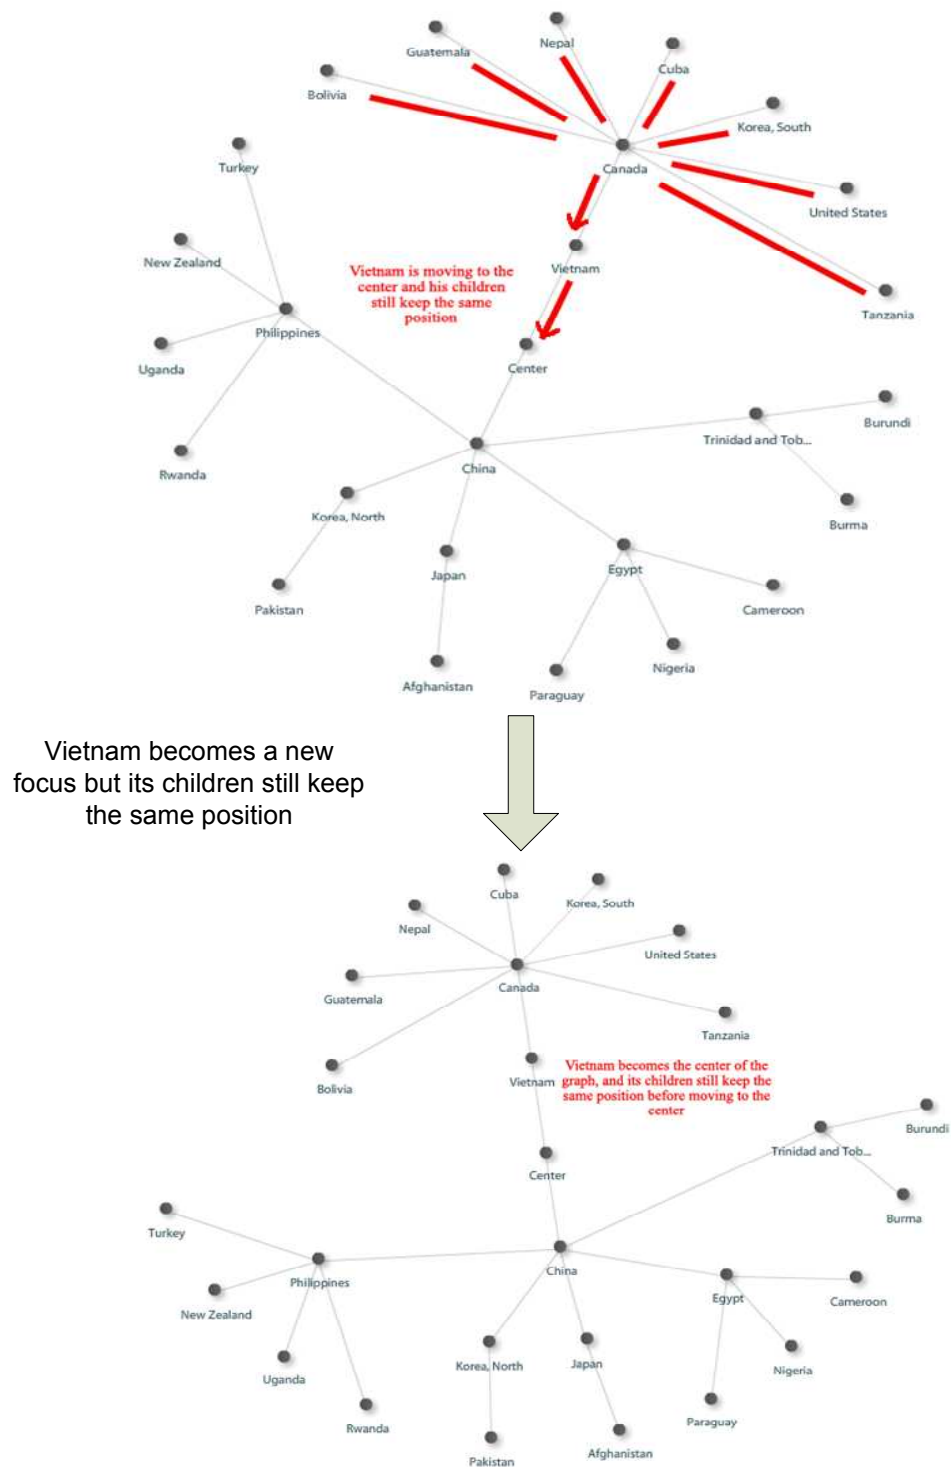 Nepal
Guatemala
Cuba
Bolivia
Korea, South
Turkey
Canada
United States
New Zealand
Vietnam
Vietnam is moving to the
center and his children
still keep the same
position
Tanzania
Philippines
Uganda
Center
Burundi
Trinidad and Tob...
China
Rwanda
Korea, North
Burma
Japan
Egypt
Pakistan
Cameroon
Nigeria
Afghanistan
Paraguay
Vietnam becomes a new
focus but its children still keep
the same position
Cuba
Korea, South
Nepal
United States
Canada
Guatemala
Tanzania
Vietnam
Bolivia
Vietnam becomes the center of the
graph, and its children still keep the
same position before moving to the
center
Burundi
Trinidad and Tob...
Center
Burma
Turkey
China
Philippines
Egypt
Cameroon
New Zealand
Korea, North
Japan
Nigeria
Uganda
Paraguay
Rwanda
Afghanistan
Pakistan